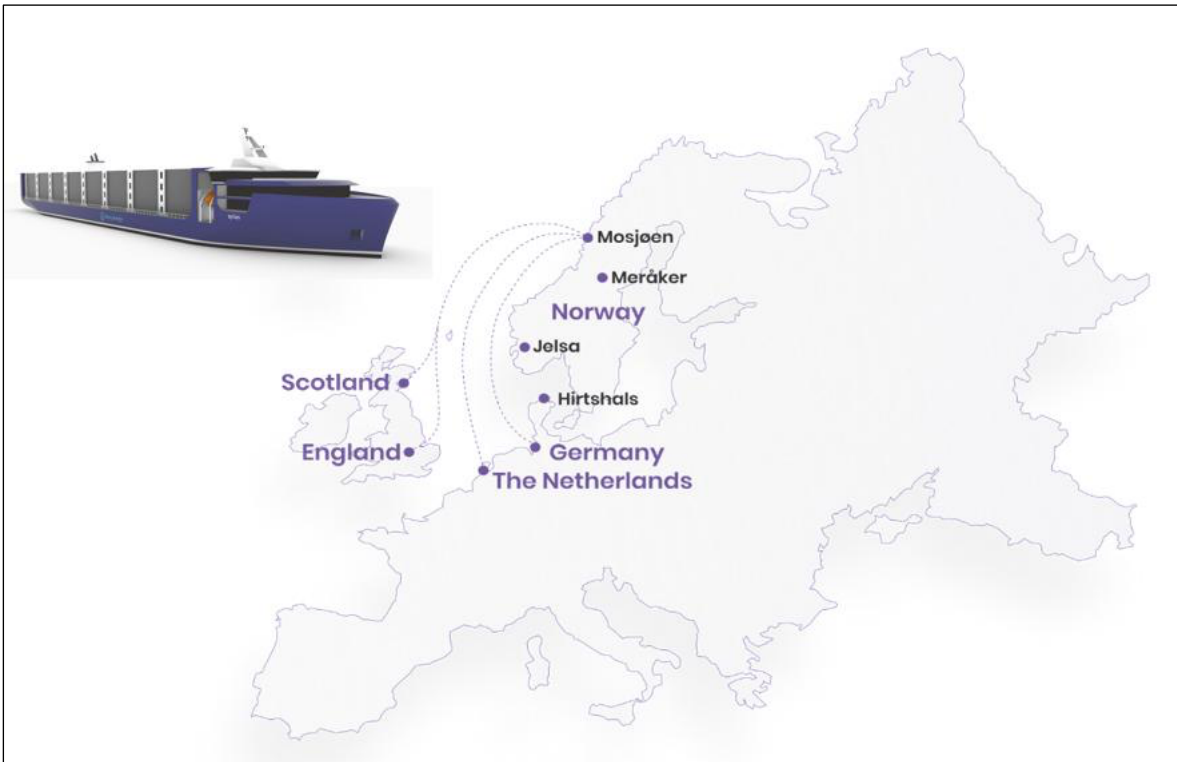 Mosjøen
Meråker
Norway
Jelsa
Scotland
Hirtshals
England
Germany
The Netherlands